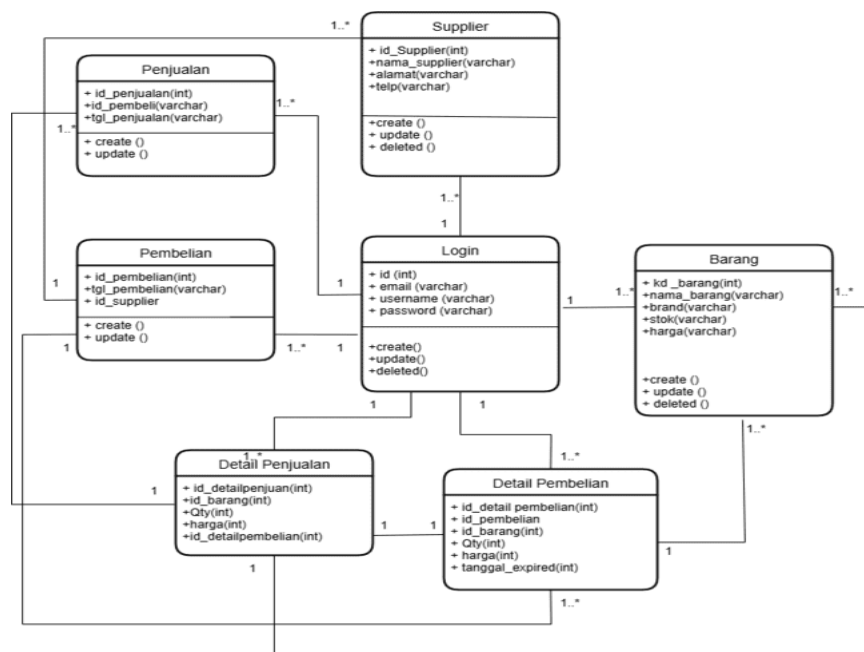 1..*
1
Supplier
+ id_Supplier(int)
+nama_supplier(varchar)
+alamat(varchar)
+telp(varchar)
+create ()
+ update ()
+ deleted ()
Penjualan
+ id_penjualan(int)
+id_pembeli(varchar)
+tgl_penjualan(varchar)
+ create ()
+ update ()
1..*
1..*
1..*
1
Pembelian
+ id_pembelian(int)
+tgl_pembelian(varchar)
+ id_supplier
+ create ()
+ update ()
1
1
1..*
Login
+ id (int)
+ email (varchar)
+ username (varchar)
+ password (varchar)
+create()
+update()
+deleted()
1
1
1
1..*
Barang
+ kd _barang(int)
+nama_barang(varchar)
+brand(varchar)
+stok(varchar)
+harga(varchar)
+create ()
+ update ()
+ deleted ()
1..*
1..*
1
1
1..*
Detail Penjualan
+ id_detailpenjuan(int)
+id_barang(int)
+Qty(int)
+harga(int)
+id_detailpembelian(int)
1
1
1
1
1..*
Detail Pembelian
+ id_detail pembelian(int)
+ id_pembelian
+ id_barang(int)
+ Qty(int)
+ harga(int)
+ tanggal_expired(int)
1
1..*